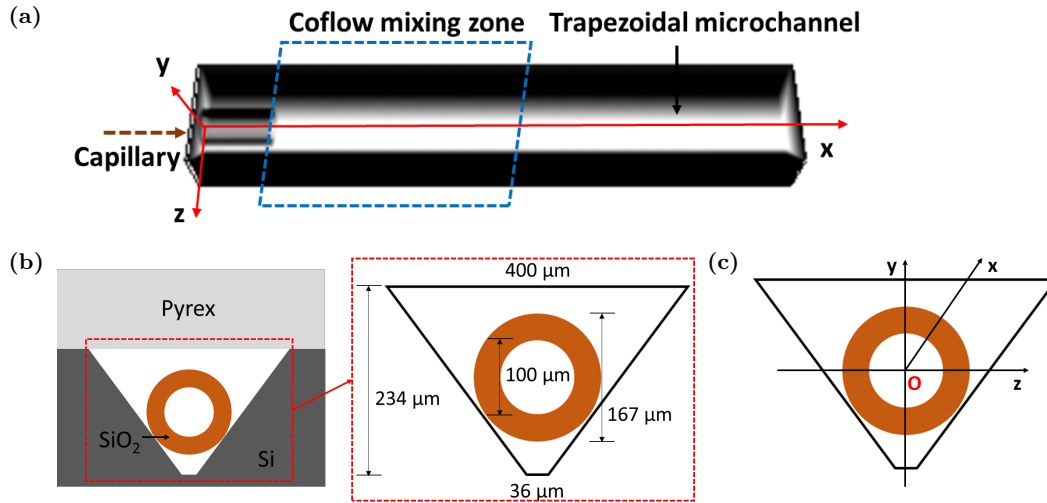 (a)
Coflow mixing zone
Trapezoidal microchannel
y
Capillary
x
z
(b)
Pyrex
SiO2
Si
400 μm
100 μm
234 μm
167 μm
36 μm
(c)
y
x
O
z